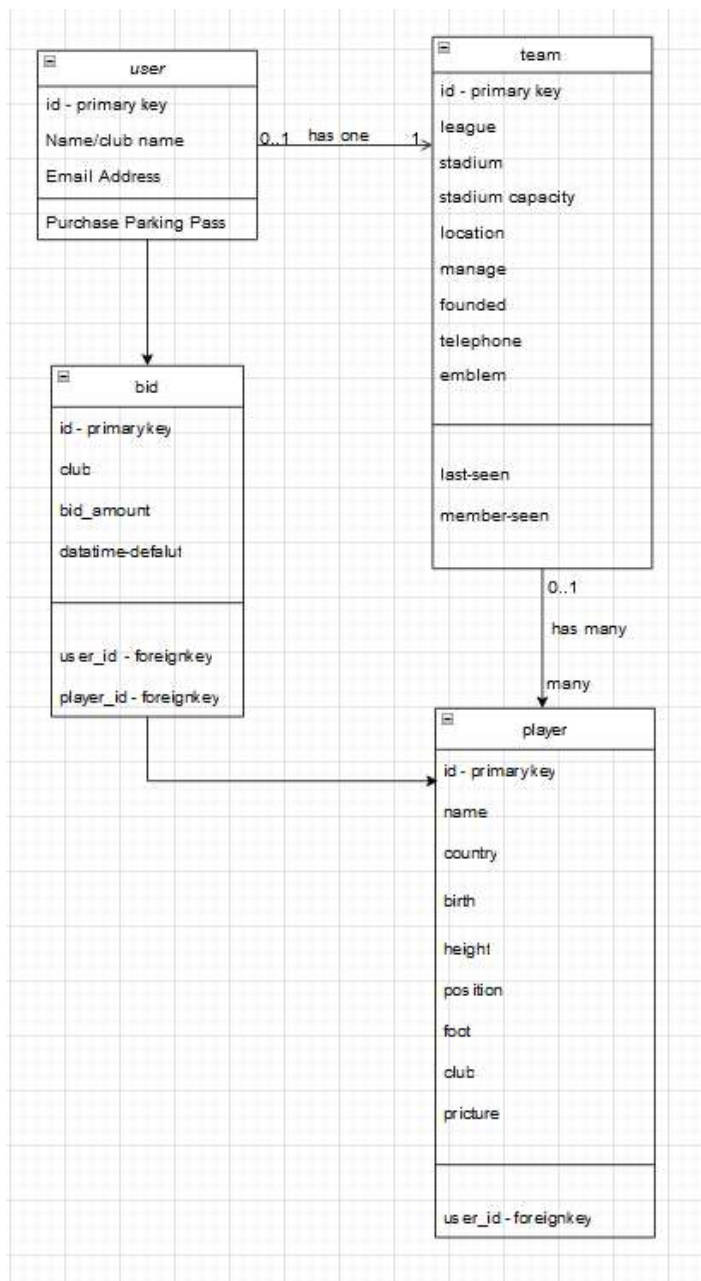 user
id - primary key
Name/club name
Email Address
Purchase Parking Pass
0..1 has one 1
team
id - primary key
league
stadium
stadium capacity
location
manage
founded
telephone
emblem
last-seen
member-seen
bid
id - primarykey
club
bid_amount
datatime-defalut
user_id - foreignkey
player_id - foreignkey
0..1
has many
many
player
id - primarykey
name
country
birth
height
position
foot
club
pricture
user_id - foreignkey